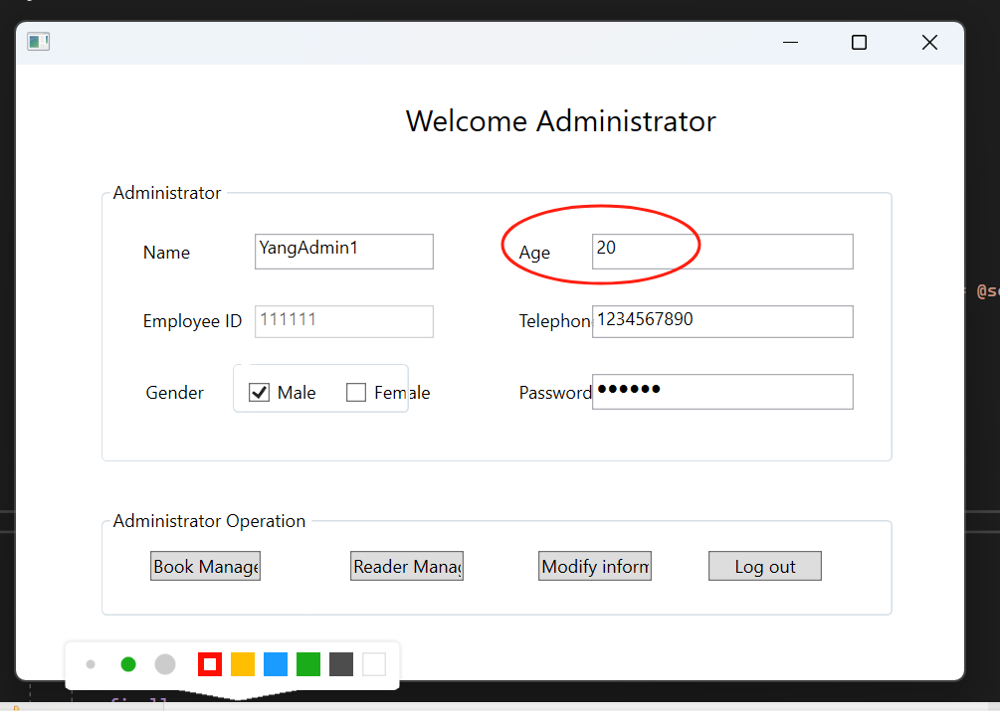 Welcome Administrator
Administrator
Name YangAdmin1 Age 20
Employee ID 111111 Telephon 1234567890
Gender Male Female Password ●●●●●●
@s
Administrator Operation
Book Manage Reader Manag Modify inform Log out